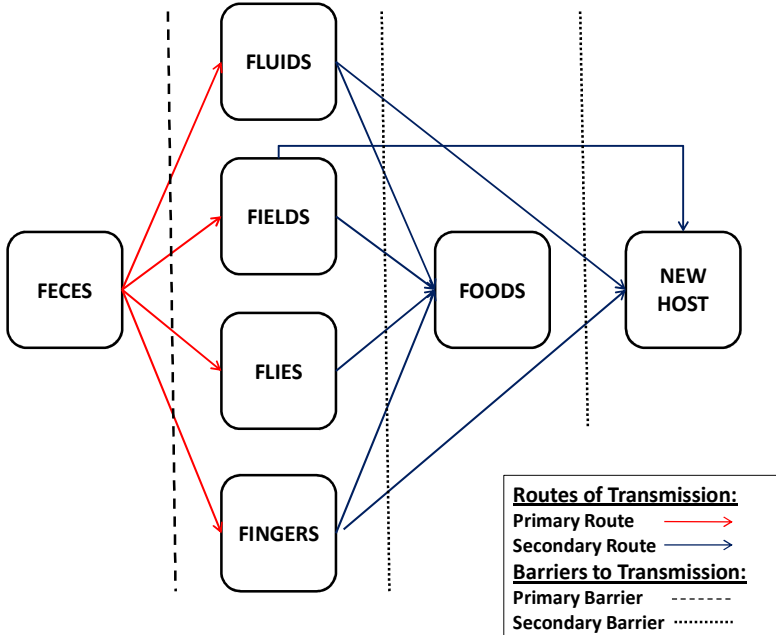 FLUIDS
FIELDS
FECES
FOODS
NEW
HOST
FLIES
FINGERS
Routes of Transmission:
Primary Route
Secondary Route
Barriers to Transmission:
Primary Barrier
Secondary Barrier